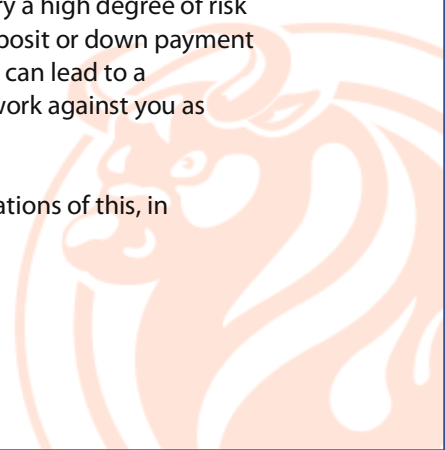 a high degree of risk
posit or down payment
can lead to a
work against you as
ations of this, in